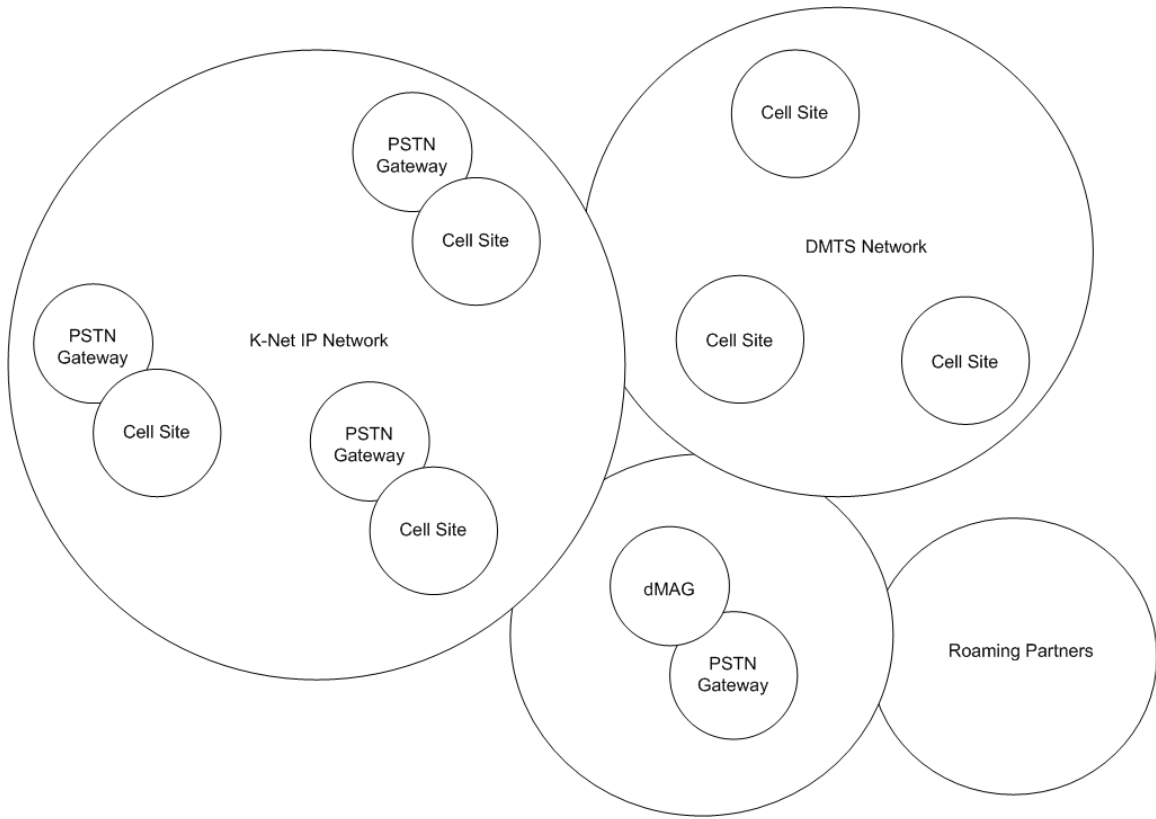 Cell Site
PSTN
Gateway
Cell Site
DMTS Network
PSTN
Gateway
K-Net IP Network
Cell Site
Cell Site
Cell Site
PSTN
Gateway
Cell Site
dMAG
PSTN
Gateway
Roaming Partners